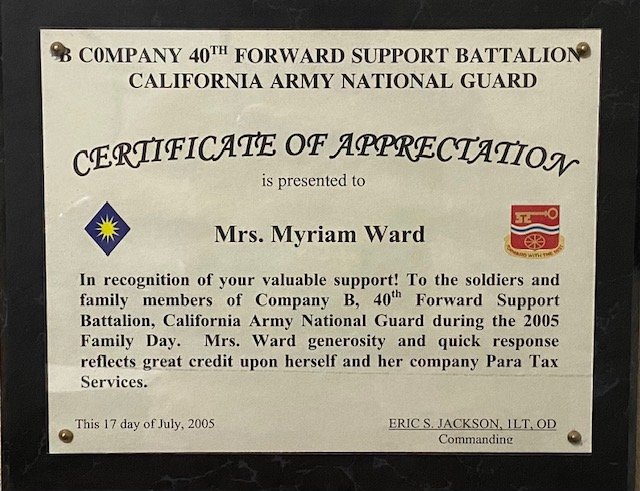 B C0MPANY 40TH FORWARD SUPPORT BATTALION
CALIFORNIA ARMY NATIONAL GUARD
CERTIFICATE OF APPRECTATION
is presented to
Mrs. Myriam Ward
In recognition of your valuable support! To the soldiers and
family members of Company B, 40th Forward Support
Battalion, California Army National Guard during the 2005
Family Day. Mrs. Ward generosity and quick response
reflects great credit upon herself and her company Para Tax
Services.
This 17 day of July, 2005
ERIC S. JACKSON, 1LT, OD
Commanding